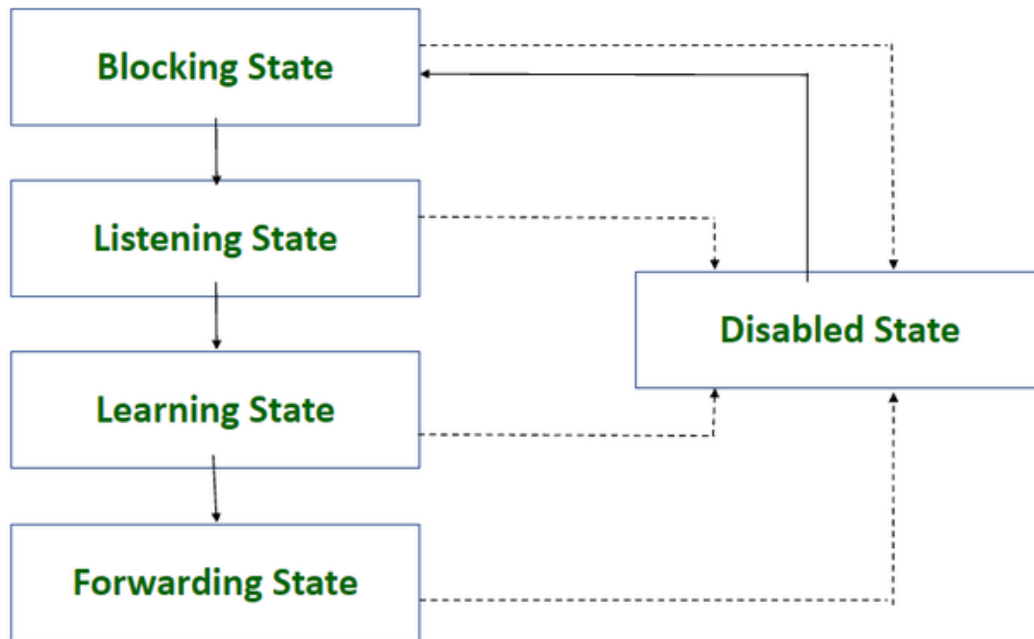 Blocking State
Listening State
Disabled State
Learning State
Forwarding State